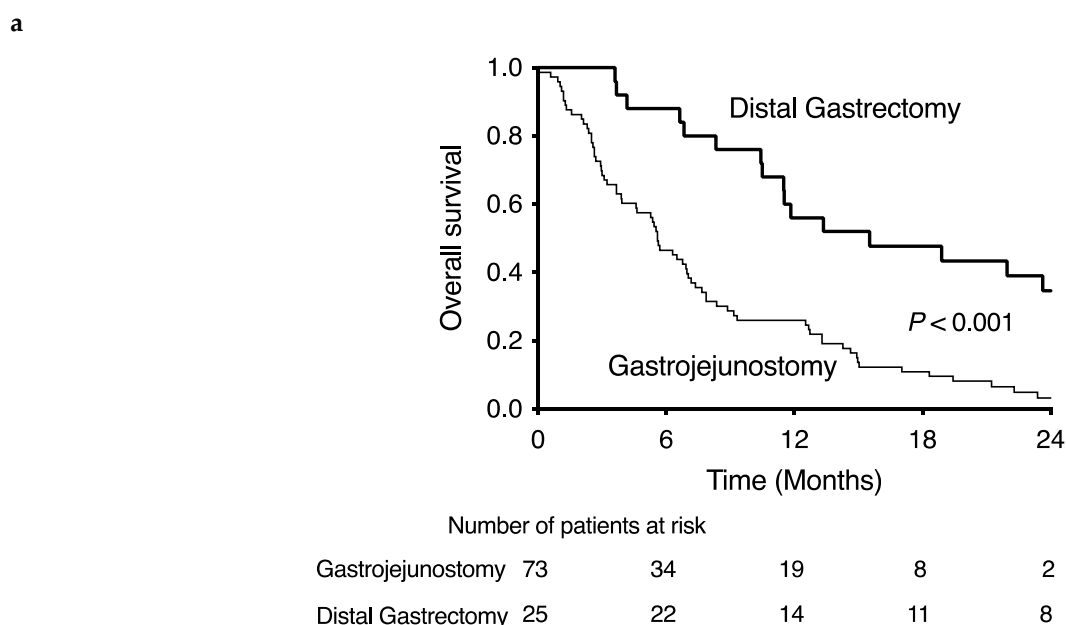 a
1.0
Distal Gastrectomy
0.8
0.6
Overall survival
0.4
P < 0.001
0.2
Gastrojejunostomy
0.0
0 6 12 18 24
Time (Months)
Number of patients at risk
Gastrojejunostomy 73 34 19 8 2
Distal Gastrectomy 25 22 14 11 8